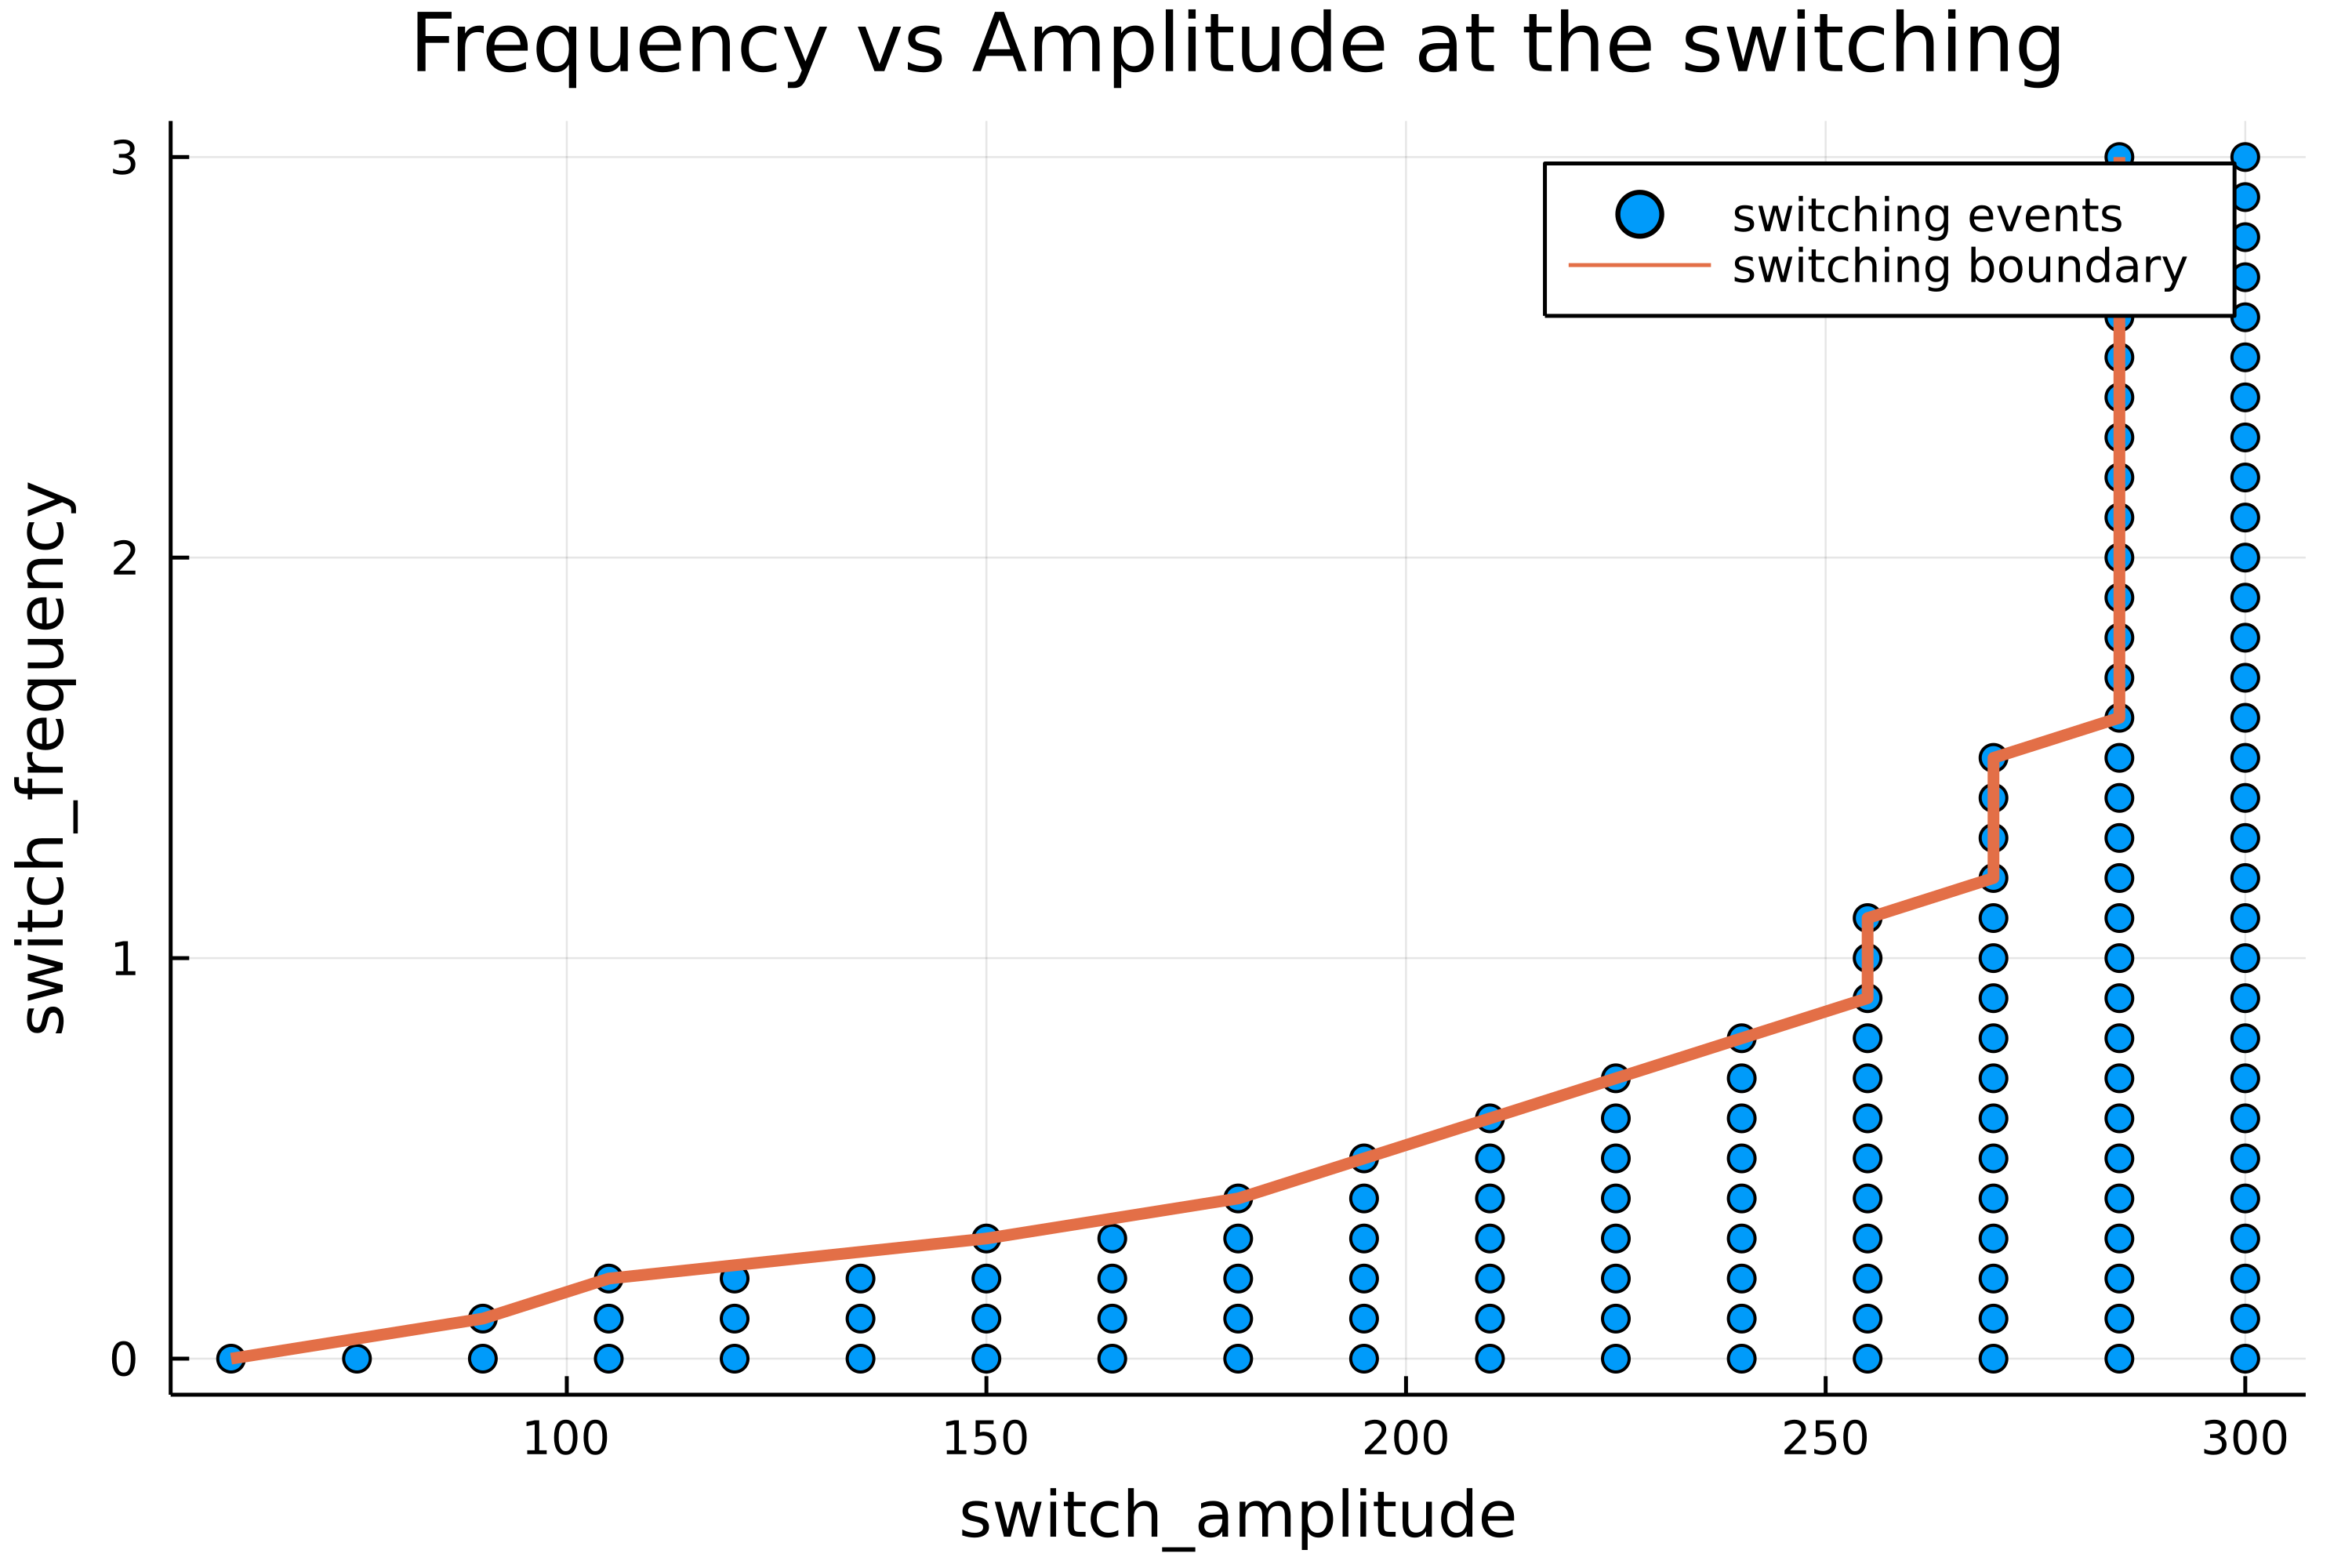 Frequency vs Amplitude at the switching
switching events
switching boundary
switch_frequency
3
2
1
0
100 150 200 250 300
switch_amplitude